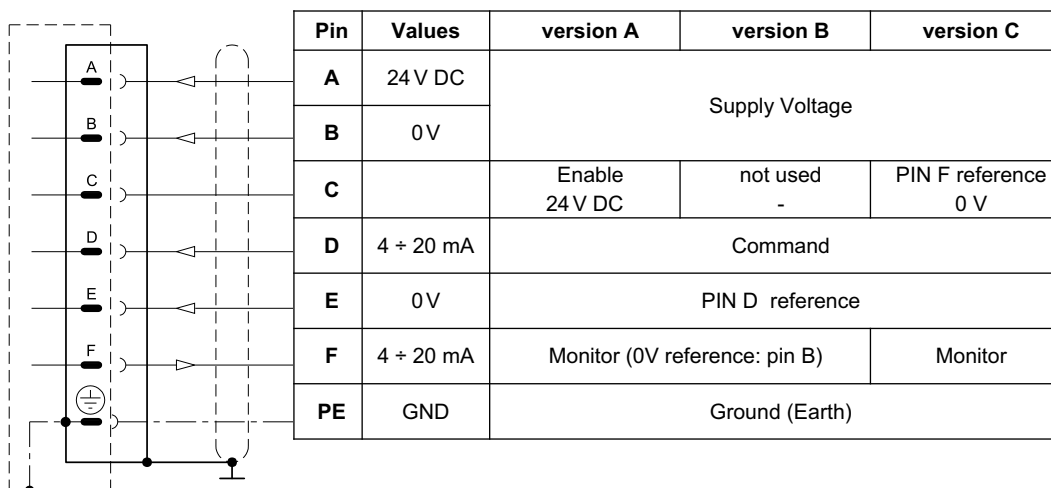 Pin Values version A version B version C
A
A 24 V DC
Supply Voltage
B
B 0 V
C
C Enable not used PIN F reference
24 V DC - 0 V
D
D 4 ÷ 20 mA Command
E
E 0 V PIN D reference
F
F 4 ÷ 20 mA Monitor (0V reference: pin B) Monitor
PE GND Ground (Earth)